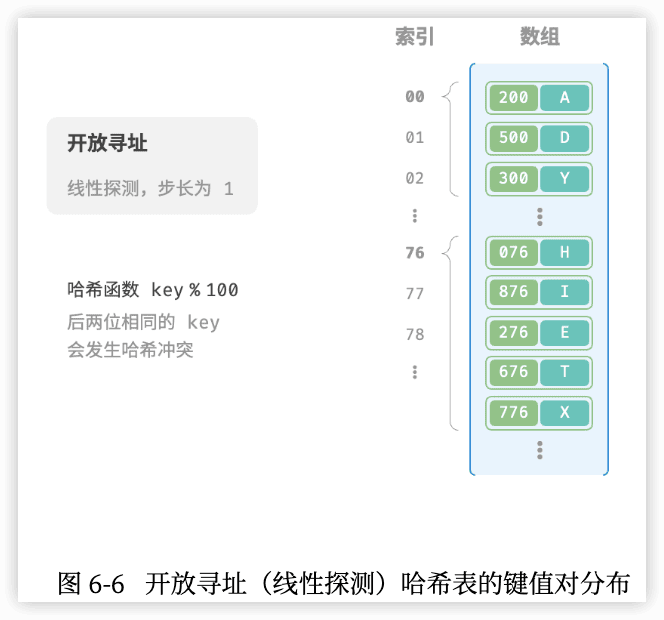 索引 数组
00 200 A
01 500 D
02 300 Y
开放寻址
线性探测，步长为 1
76 076 H
77 876 I
78 276 E
676 T
776 X
哈希函数 key % 100
后两位相同的 key
会发生哈希冲突
图 6-6 开放寻址（线性探测）哈希表的键值对分布